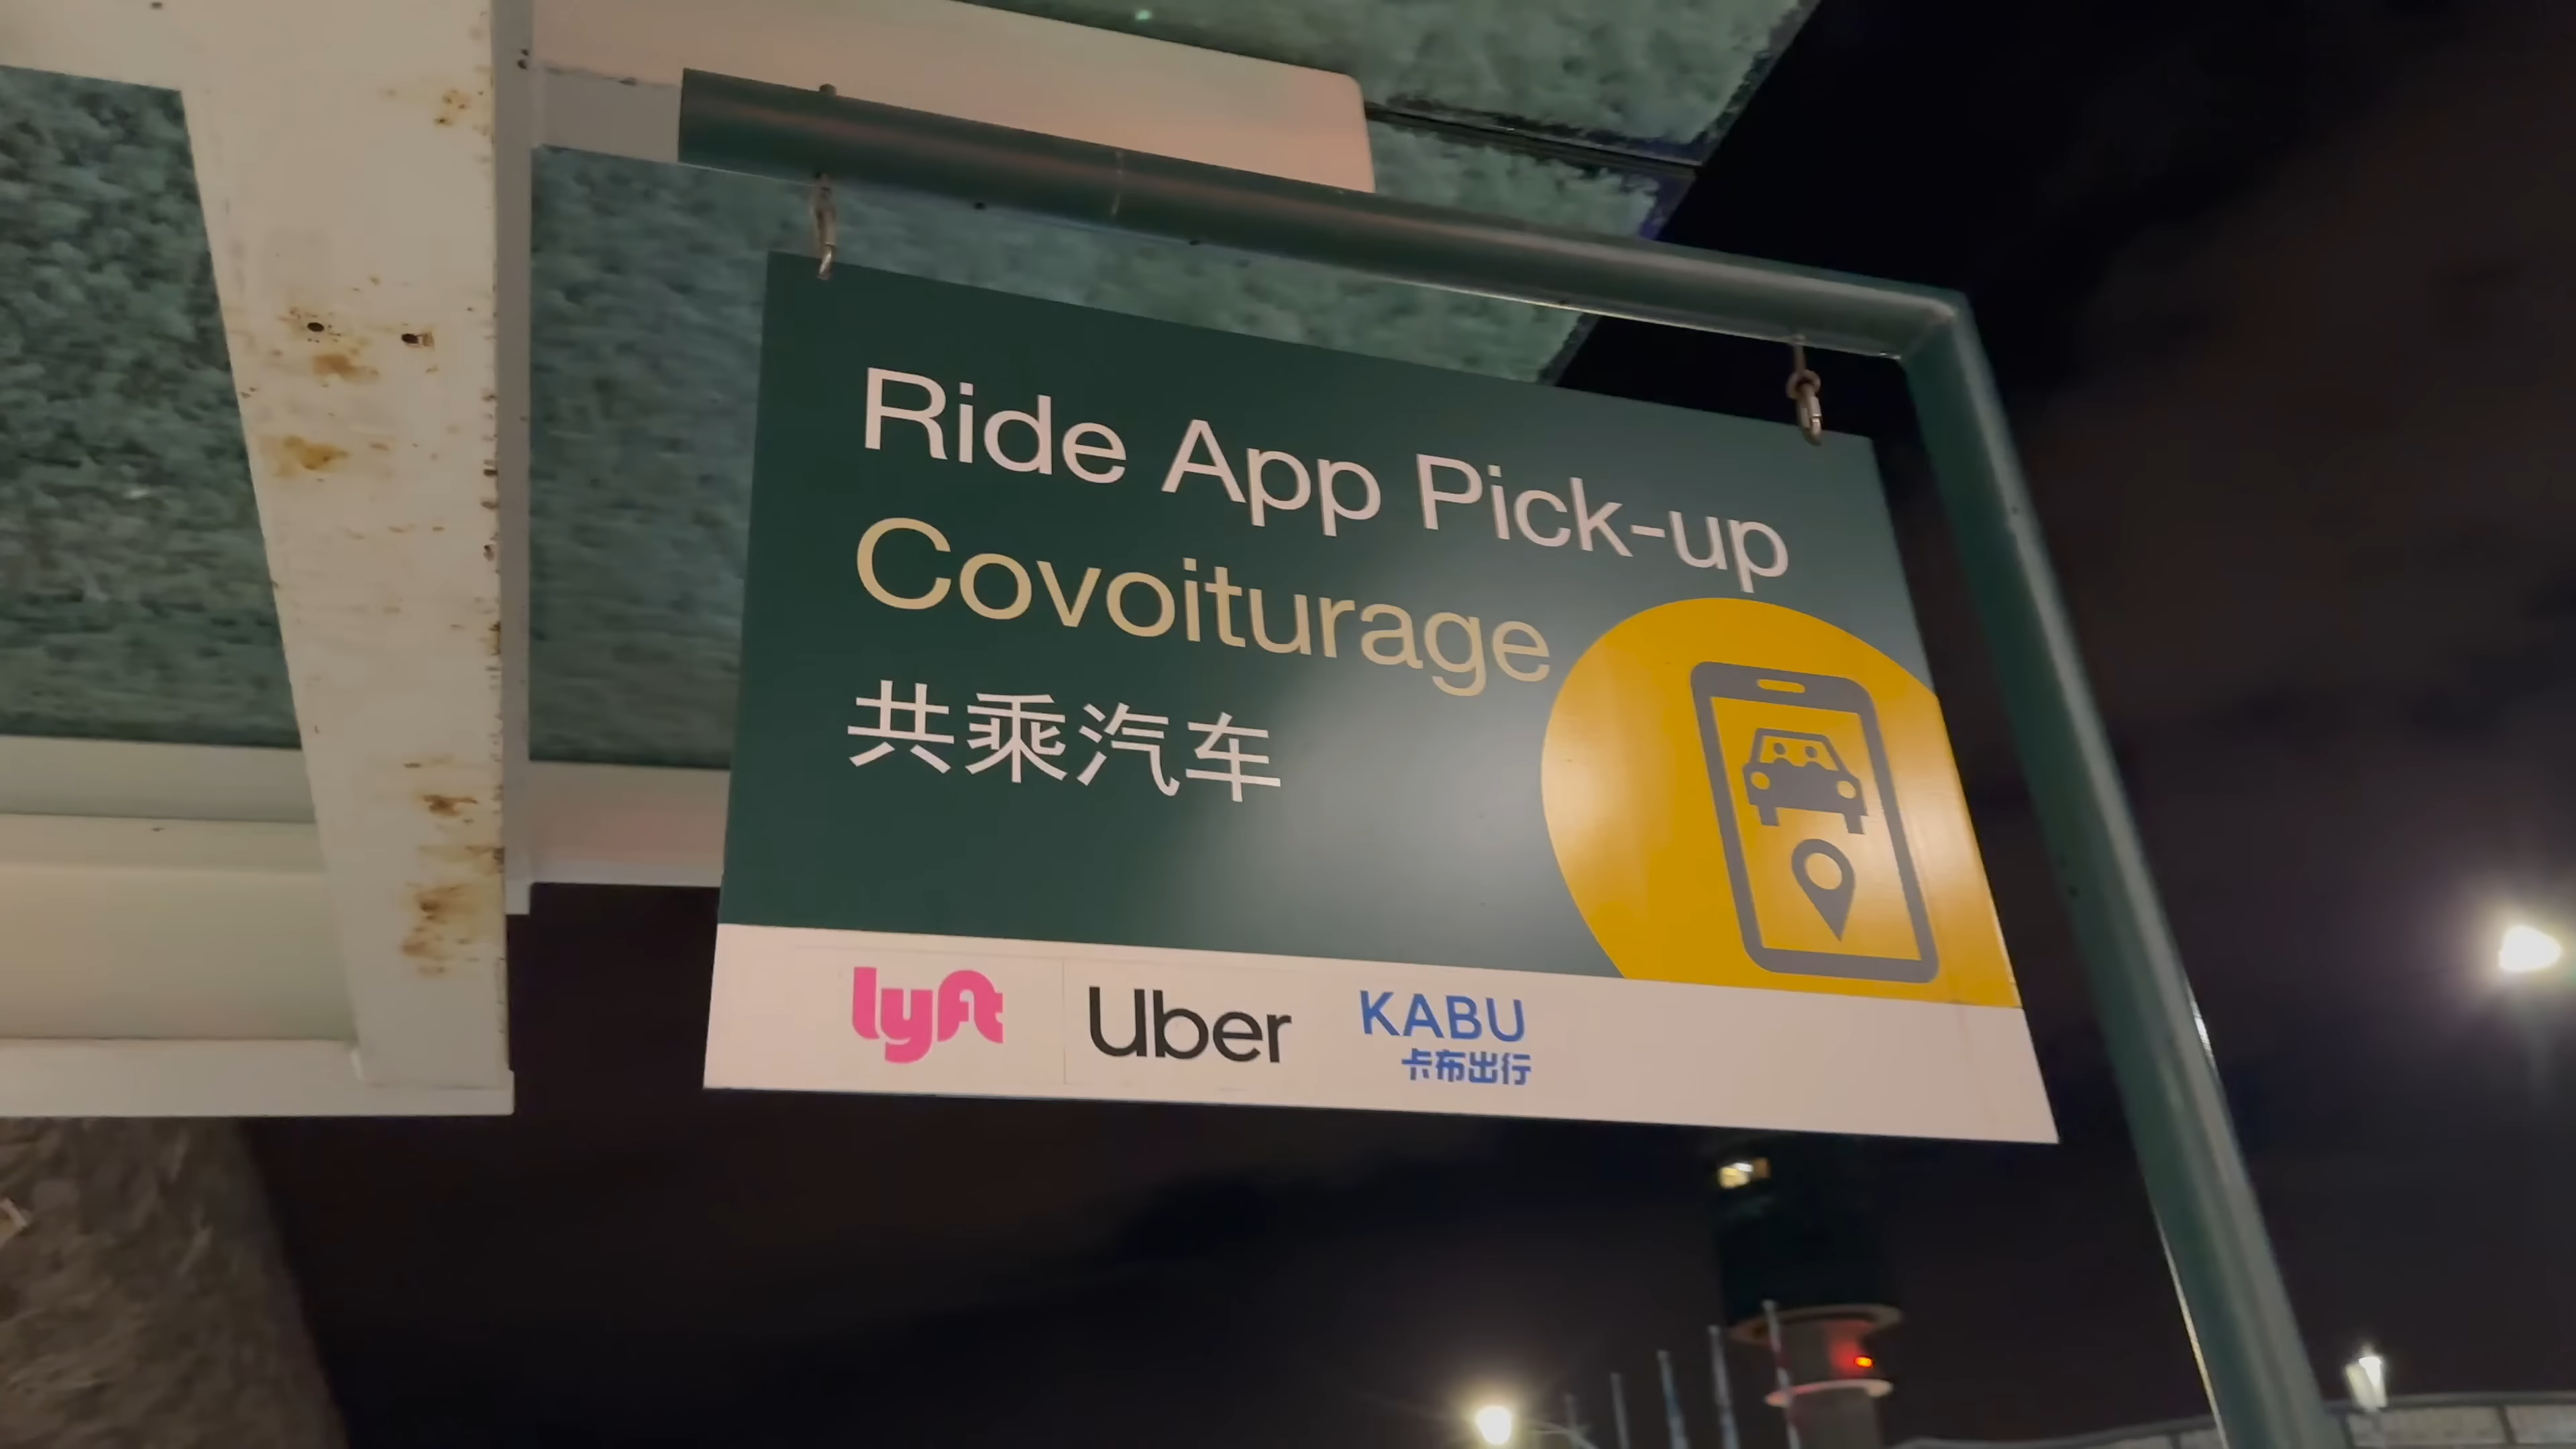 Ride App Pick-up
Covoiturage
共乘汽车
lyft Uber KABU
卡布出行